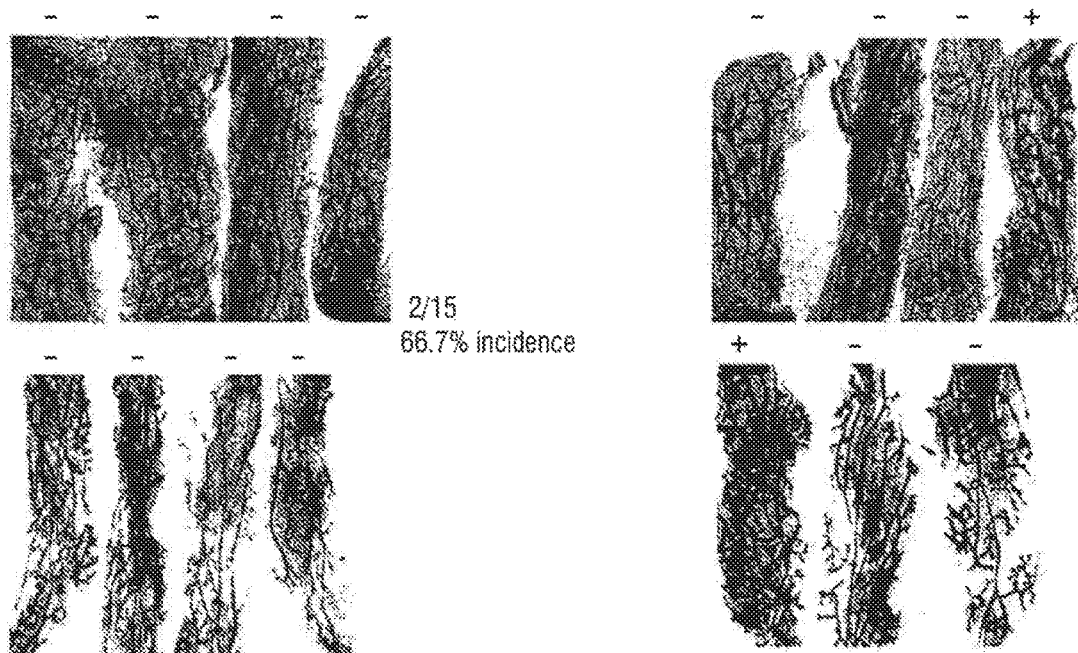 - - - -
- - - +
2/15
66.7% incidence
- - - -
+ - -